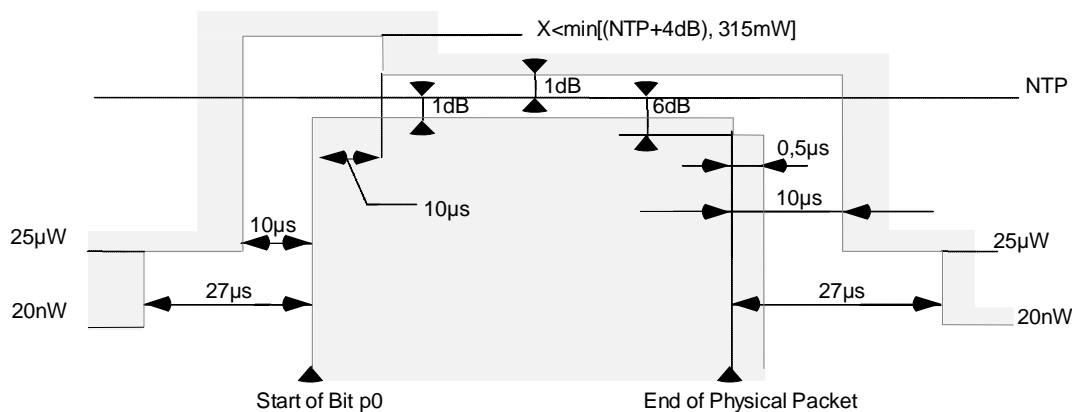 X<min[(NTP+4dB), 315mW]
NTP
1dB
1dB
6dB
0,5µs
10µs
10µs
10µs
25µW
25µW
27µs
27µs
20nW
20nW
Start of Bit p0
End of Physical Packet